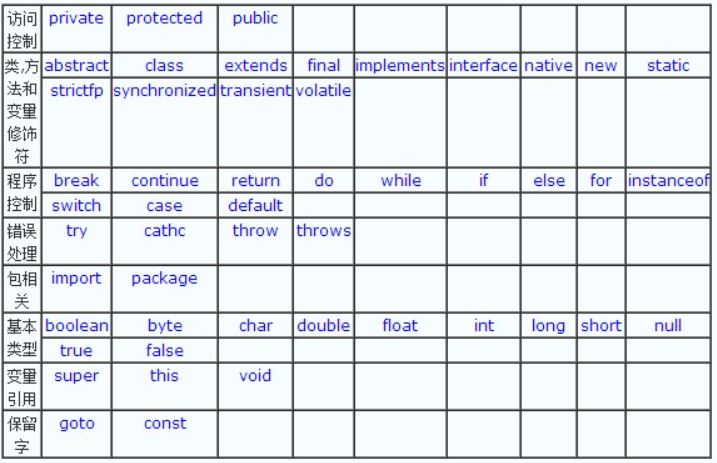 访问控制 private protected public
类,方法和变量修饰符 abstract class extends final implements interface native new static
strictfp synchronized transient volatile
程序控制 break continue return do while if else for instanceof
switch case default
错误处理 try cathc throw throws
包相关 import package
基本类型 boolean byte char double float int long short null
true false
变量引用 super this void
保留字 goto const